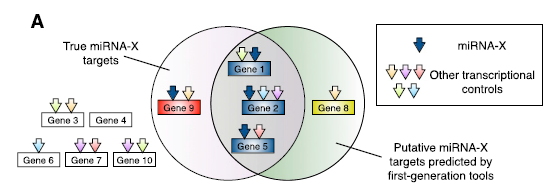 A
True miRNA-X
targets
Gene 1
Gene 9
Gene 2
Gene 8
Gene 5
Gene 3
Gene 4
Gene 6
Gene 7
Gene 10
miRNA-X
Other transcriptional
controls
Putative miRNA-X
targets predicted by
first-generation tools